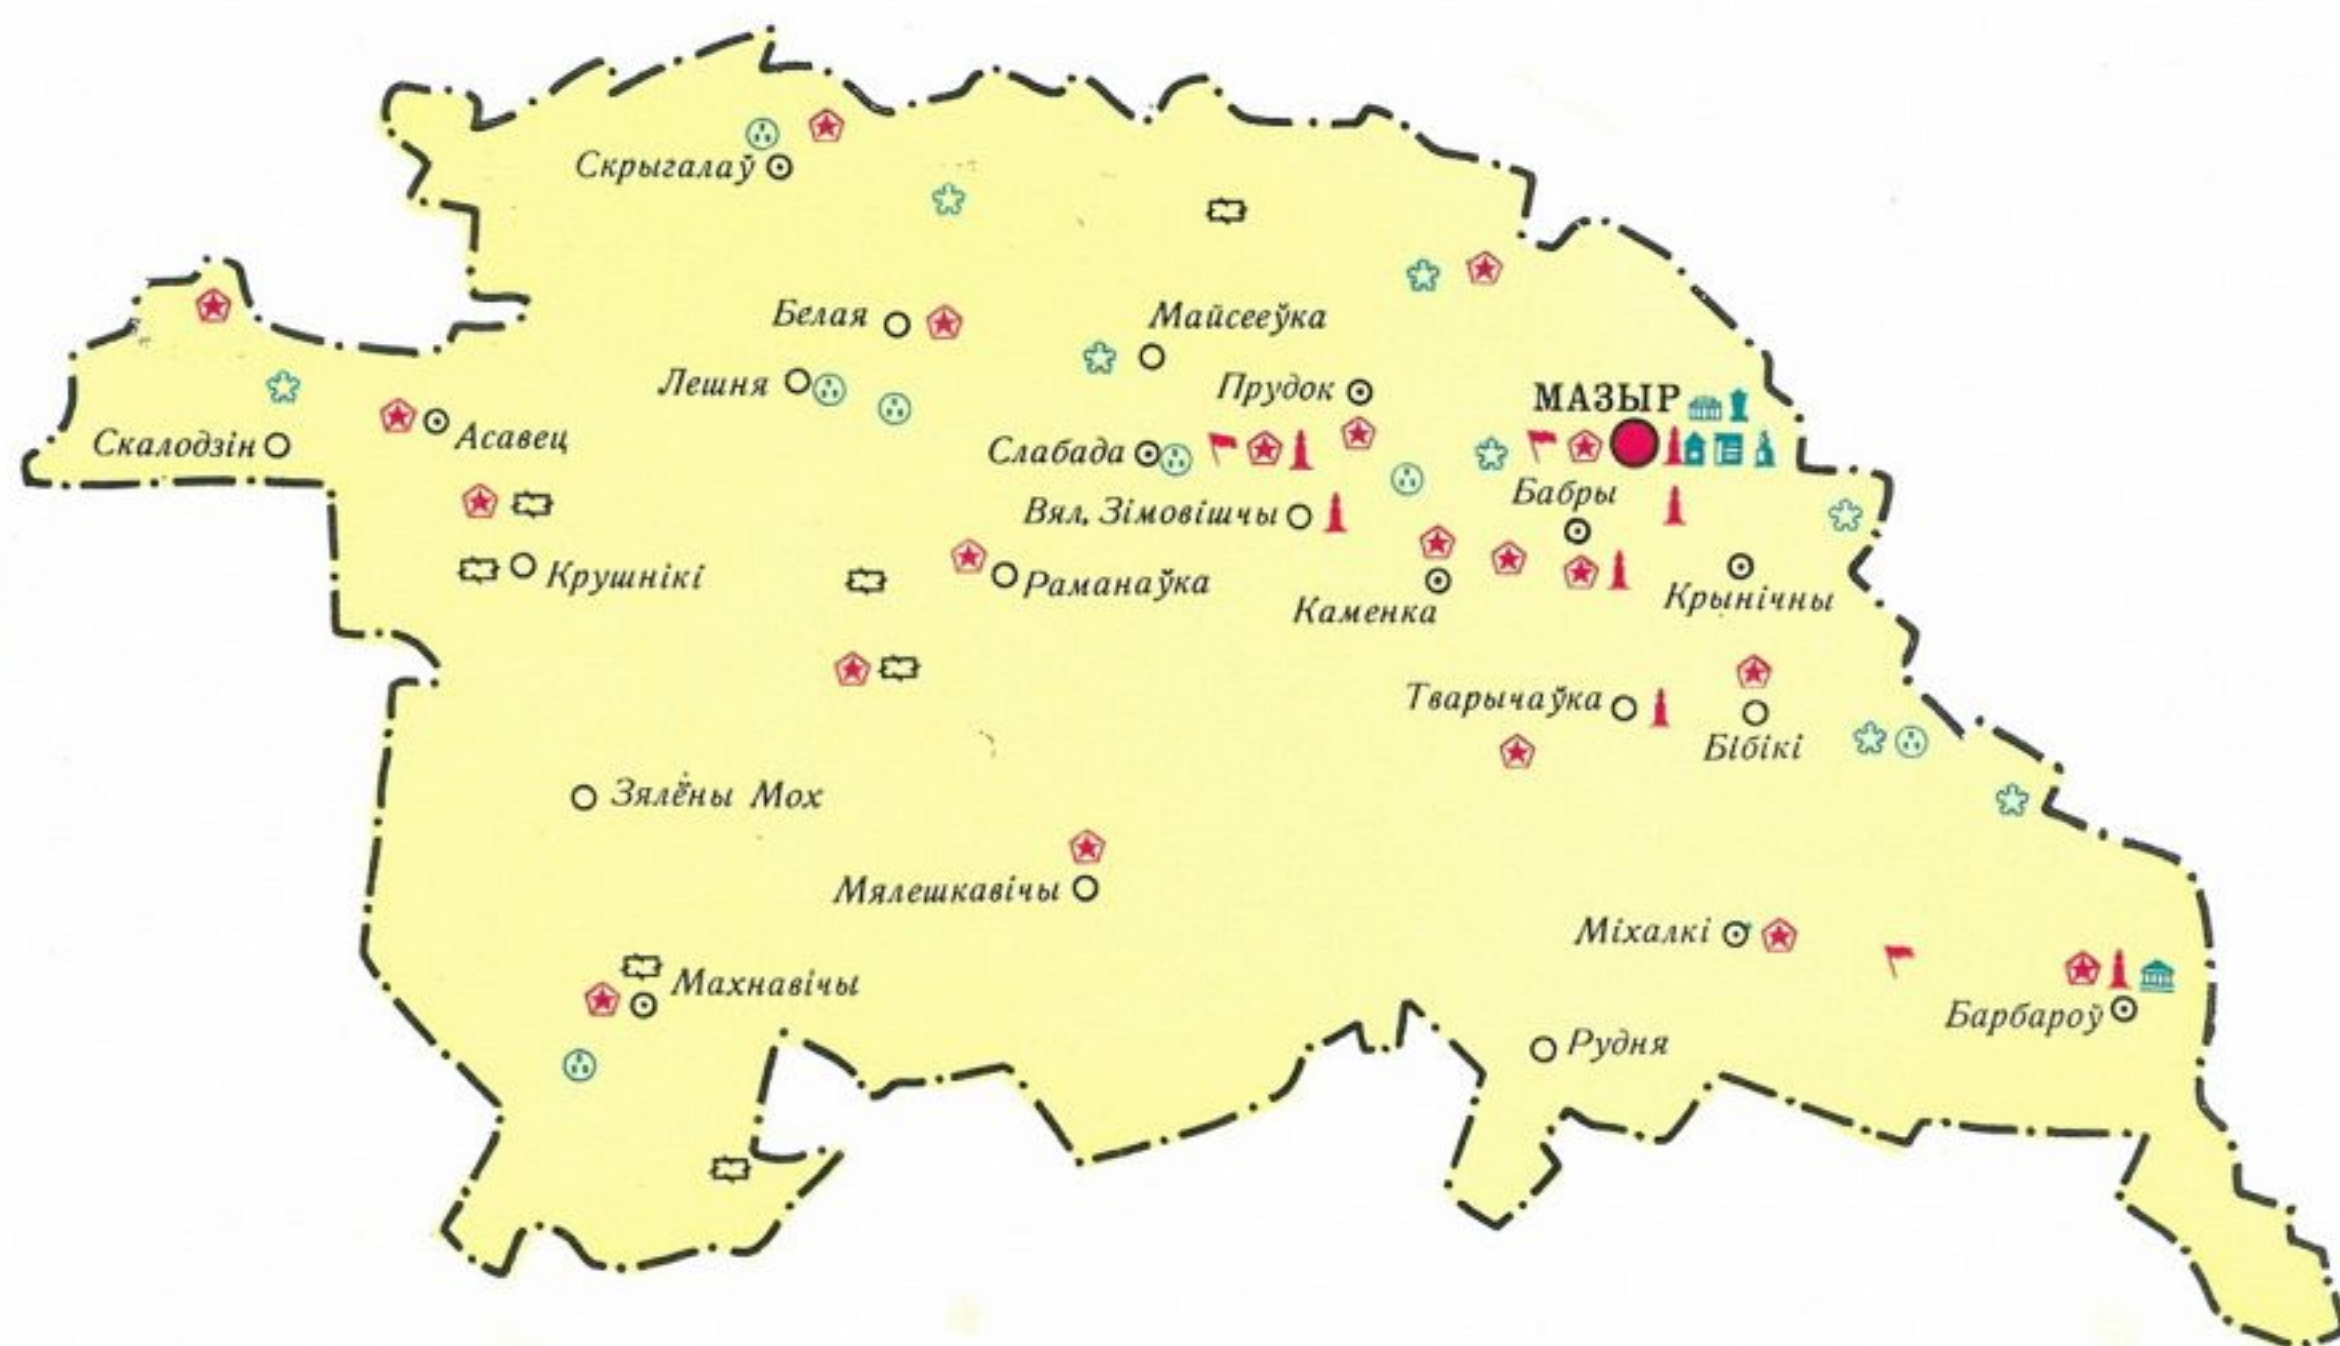 Скрыгалаў
Белая
Майсееўка
Лешня
Прудок
МАЗЫР
Скалодзін
Асавец
Слабада
Бабры
Вял. Зімовішчы
Крушнікі
Раманаўка
Каменка
Крынічны
Тварычаўка
Бібікі
Зялёны Мох
Мялешкавічы
Міхалкі
Махнавічы
Барбароў
Рудня